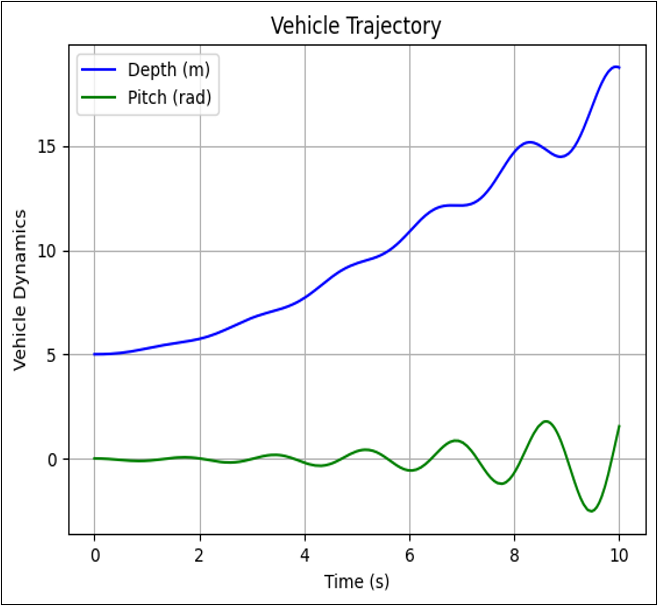 Vehicle Trajectory
Depth (m)
Pitch (rad)
Vehicle Dynamics
15
10
5
0
0 2 4 6 8 10
Time (s)